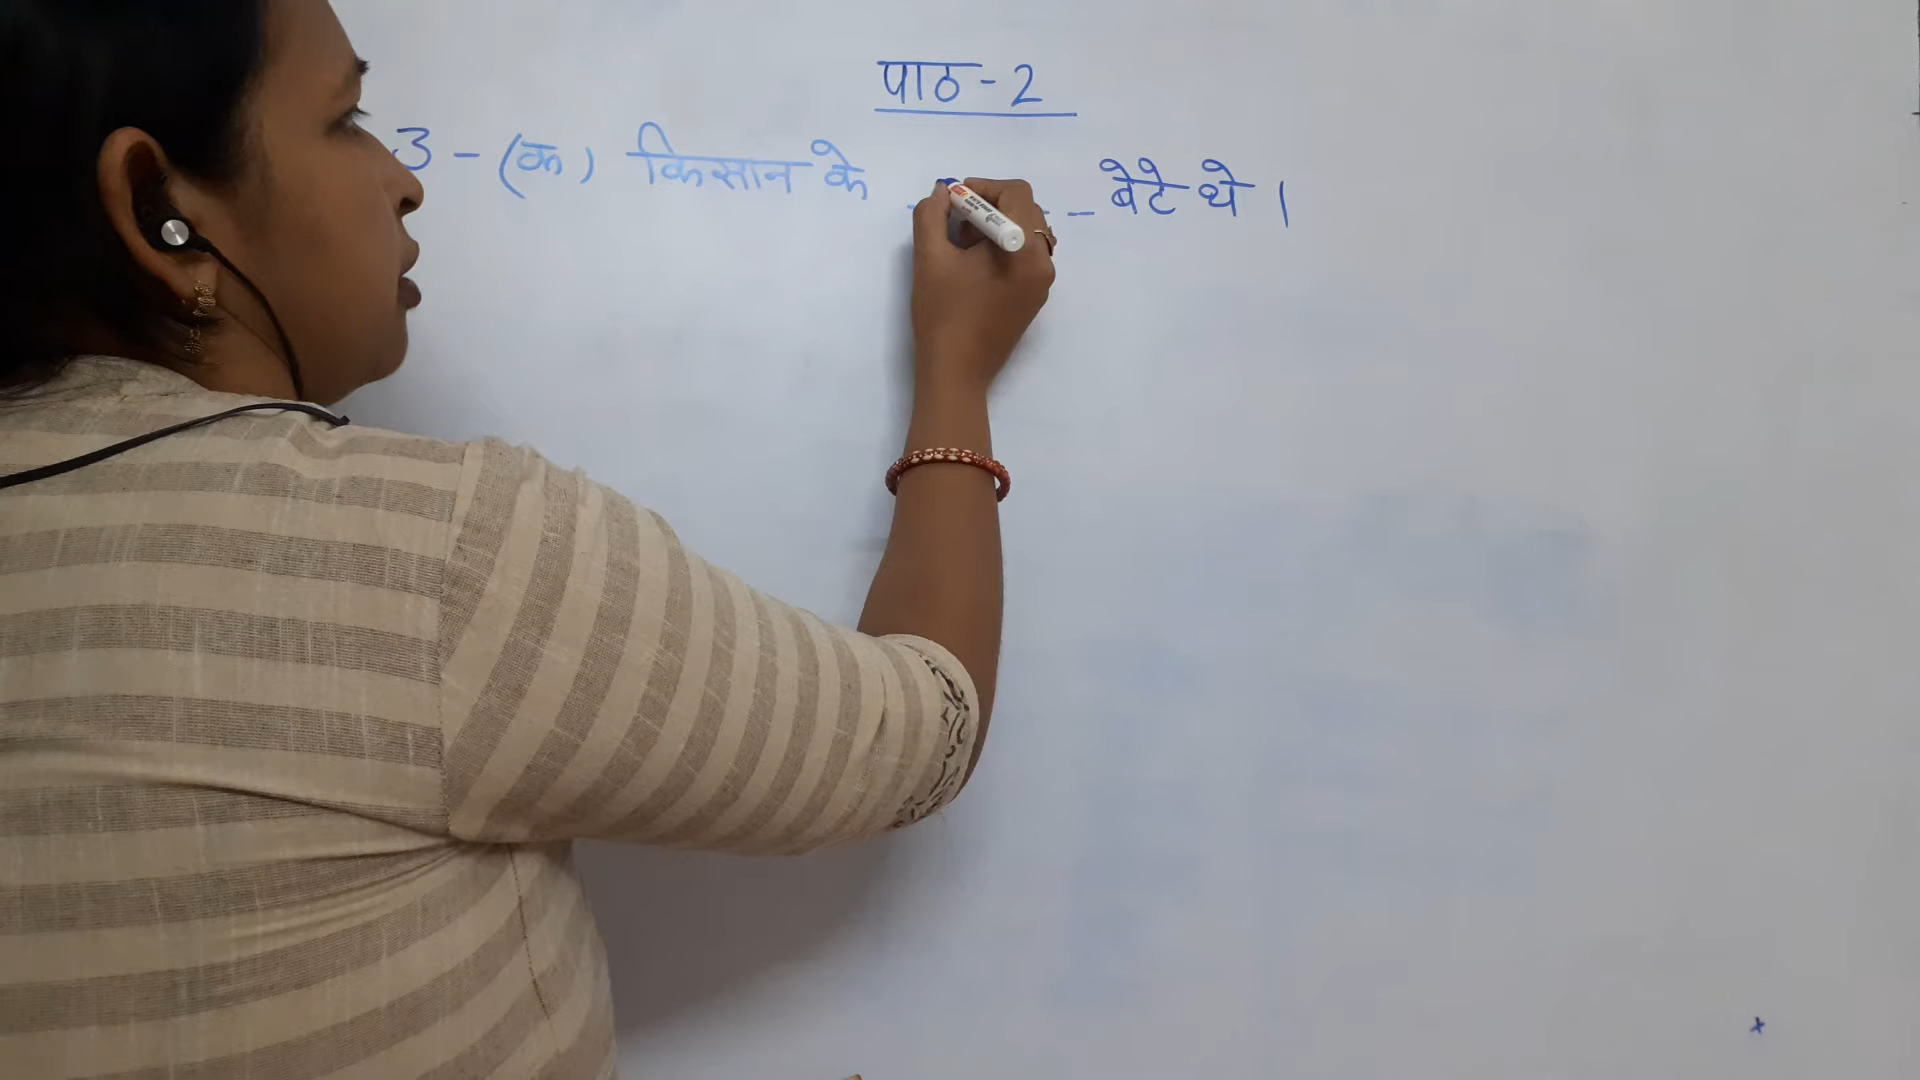 पाठ - 2
3 - (क) किसान के _ _ _ बेटे थे ।